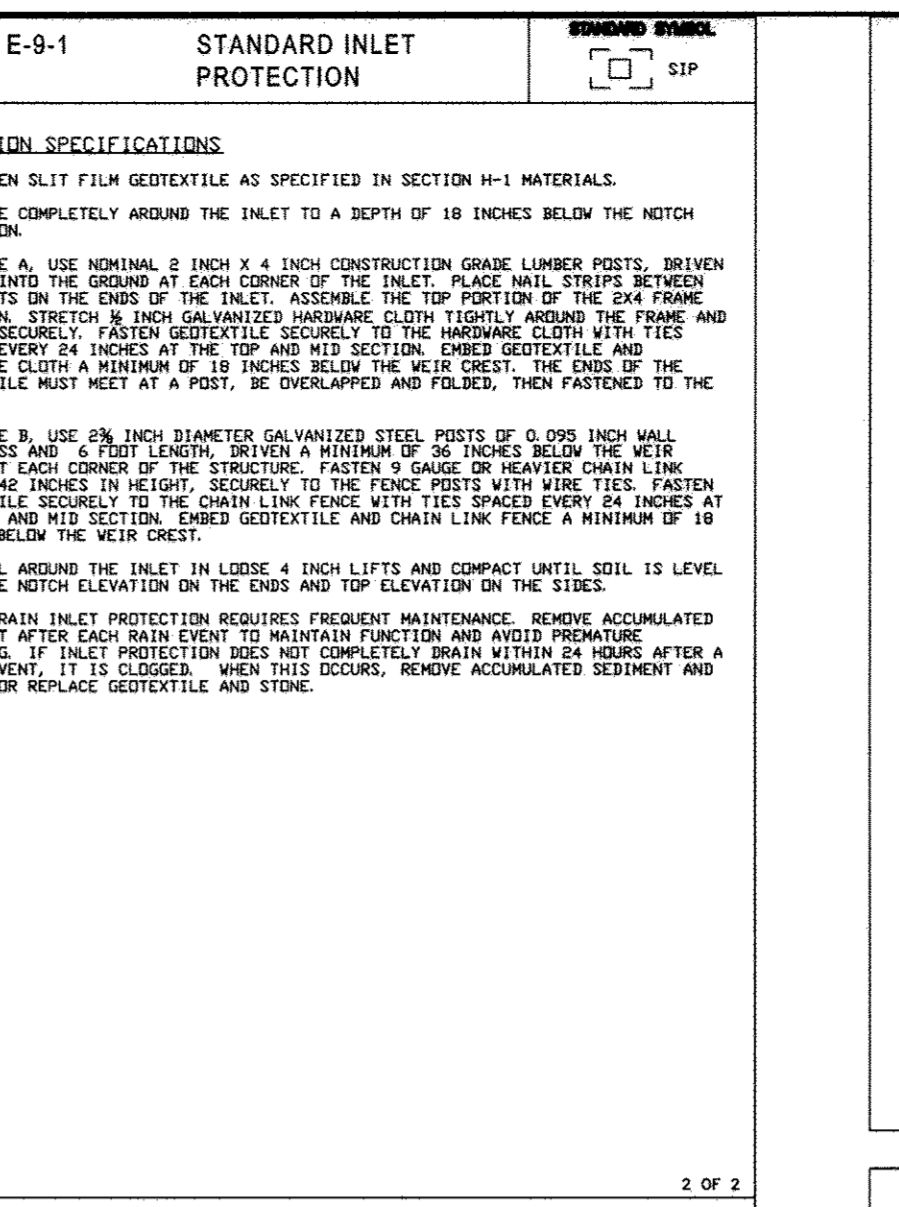 E-9-1 STANDARD INLET PROTECTION
STANDARD SYMBOL
SIP
ION SPECIFICATIONS
EN SLIT FILM GEOTEXTILE AS SPECIFIED IN SECTION H-1 MATERIALS.
E COMPLETELY AROUND THE INLET TO A DEPTH OF 18 INCHES BELOW THE NOTCH
ON.
E A, USE NOMINAL 2 INCH X 4 INCH CONSTRUCTION GRADE LUMBER POSTS, DRIVEN
INTO THE GROUND AT EACH CORNER OF THE INLET. PLACE NAIL STRIPS BETWEEN
TS ON THE ENDS OF THE INLET. ASSEMBLE THE TOP PORTION OF THE 2X4 FRAME
N. STRETCH ½ INCH GALVANIZED HARDWARE CLOTH TIGHTLY AROUND THE FRAME AND
SECURELY. FASTEN GEOTEXTILE SECURELY TO THE HARDWARE CLOTH WITH TIES
EVERY 24 INCHES AT THE TOP AND MID SECTION. EMBED GEOTEXTILE AND
E CLOTH A MINIMUM OF 18 INCHES BELOW THE WEIR CREST. THE ENDS OF THE
ILE MUST MEET AT A POST, BE OVERLAPPED AND FOLDED, THEN FASTENED TO THE
E B, USE 2⅜ INCH DIAMETER GALVANIZED STEEL POSTS OF 0.095 INCH WALL
SS AND 6 FOOT LENGTH, DRIVEN A MINIMUM OF 36 INCHES BELOW THE WEIR
T EACH CORNER OF THE STRUCTURE. FASTEN 9 GAUGE OR HEAVIER CHAIN LINK
42 INCHES IN HEIGHT, SECURELY TO THE FENCE POSTS WITH WIRE TIES. FASTEN
ILE SECURELY TO THE CHAIN LINK FENCE WITH TIES SPACED EVERY 24 INCHES AT
AND MID SECTION. EMBED GEOTEXTILE AND CHAIN LINK FENCE A MINIMUM OF 18
BELOW THE WEIR CREST.
L AROUND THE INLET IN LOOSE 4 INCH LIFTS AND COMPACT UNTIL SOIL IS LEVEL
E NOTCH ELEVATION ON THE ENDS AND TOP ELEVATION ON THE SIDES.
RAIN INLET PROTECTION REQUIRES FREQUENT MAINTENANCE. REMOVE ACCUMULATED
T AFTER EACH RAIN EVENT TO MAINTAIN FUNCTION AND AVOID PREMATURE
G. IF INLET PROTECTION DOES NOT COMPLETELY DRAIN WITHIN 24 HOURS AFTER A
VENT, IT IS CLOGGED. WHEN THIS OCCURS, REMOVE ACCUMULATED SEDIMENT AND
OR REPLACE GEOTEXTILE AND STONE.
2 OF 2